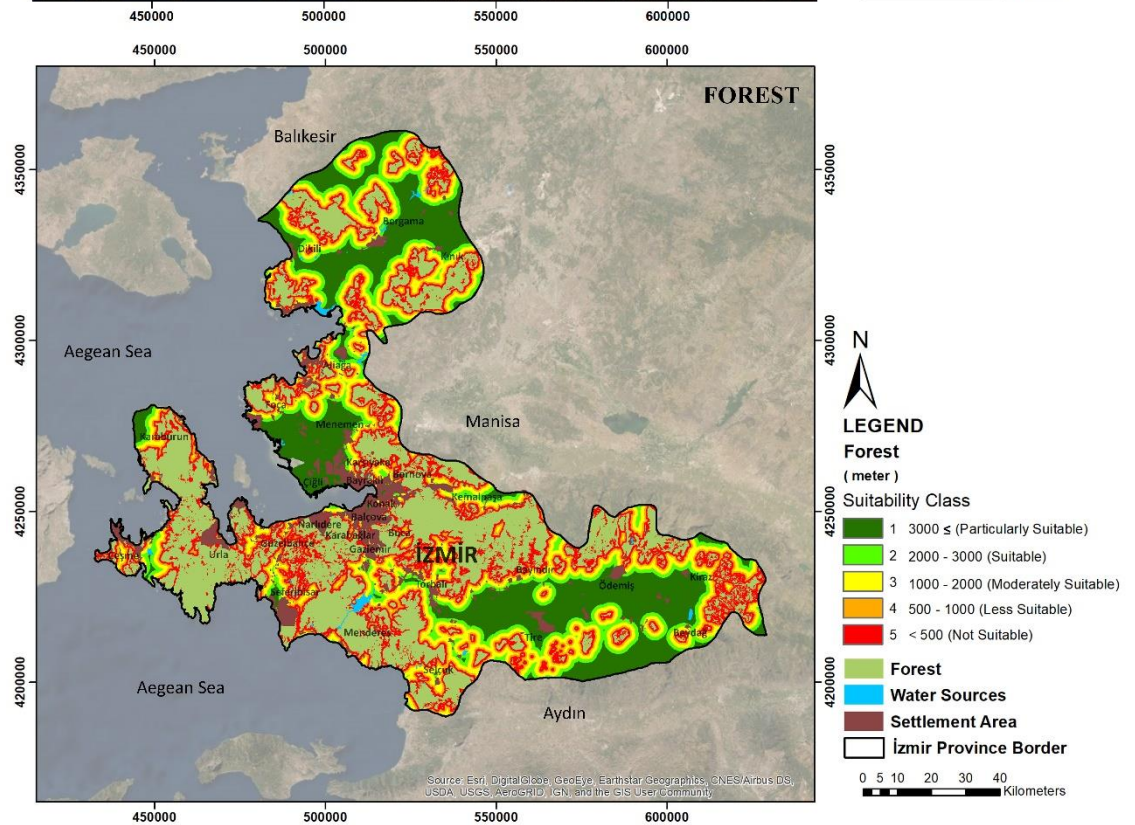 450000 500000 550000 600000
450000 500000 550000 600000
FOREST
Balıkesir
4350000 4350000
Bergama
Dikili
Kınık
4300000 4300000
Aegean Sea
Aliağa
Foça
Manisa
Menemen
Karaburun
Karşıyaka
Bornova
Çiğli
Bayraklı
Kemalpaşa
Konak
4250000 4250000
Balçova
Narlıdere
Karabağlar
Buca
Çeşme
Urla
Güzelbahçe
Gaziemir
İZMİR
Bayındır
Torbalı
Ödemiş
Kiraz
Seferihisar
Menderes
Tire
Beydağ
Selçuk
4200000 4200000
Aegean Sea
Aydın
Source: Esri, DigitalGlobe, GeoEye, Earthstar Geographics, CNES/Airbus DS,
USDA, USGS, AeroGRID, IGN, and the GIS User Community
450000 500000 550000 600000
N
LEGEND
Forest
( meter )
Suitability Class
1 3000 ≤ (Particularly Suitable)
2 2000 - 3000 (Suitable)
3 1000 - 2000 (Moderately Suitable)
4 500 - 1000 (Less Suitable)
5 < 500 (Not Suitable)
Forest
Water Sources
Settlement Area
İzmir Province Border
0 5 10 20 30 40
Kilometers